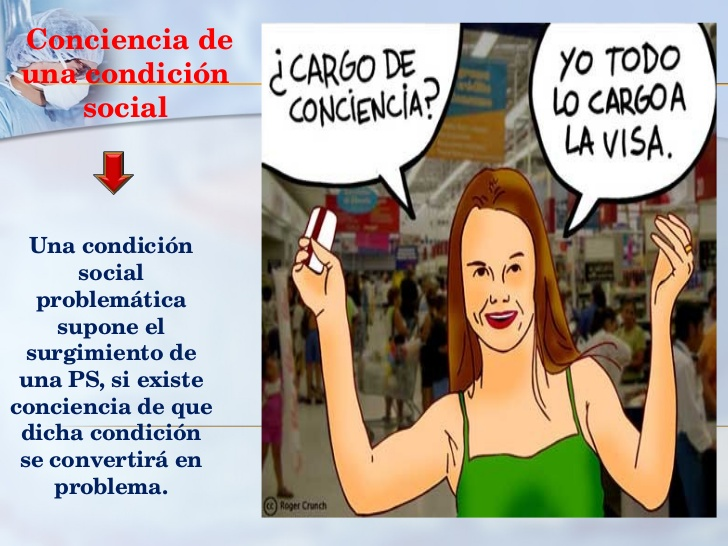 Conciencia de
una condición
social
Una condición
social
problemática
supone el
surgimiento de
una PS, si existe
conciencia de que
dicha condición
se convertirá en
problema.
¿CARGO DE
CONCIENCIA?
YO TODO
LO CARGO A
LA VISA.
cc Roger Crunch